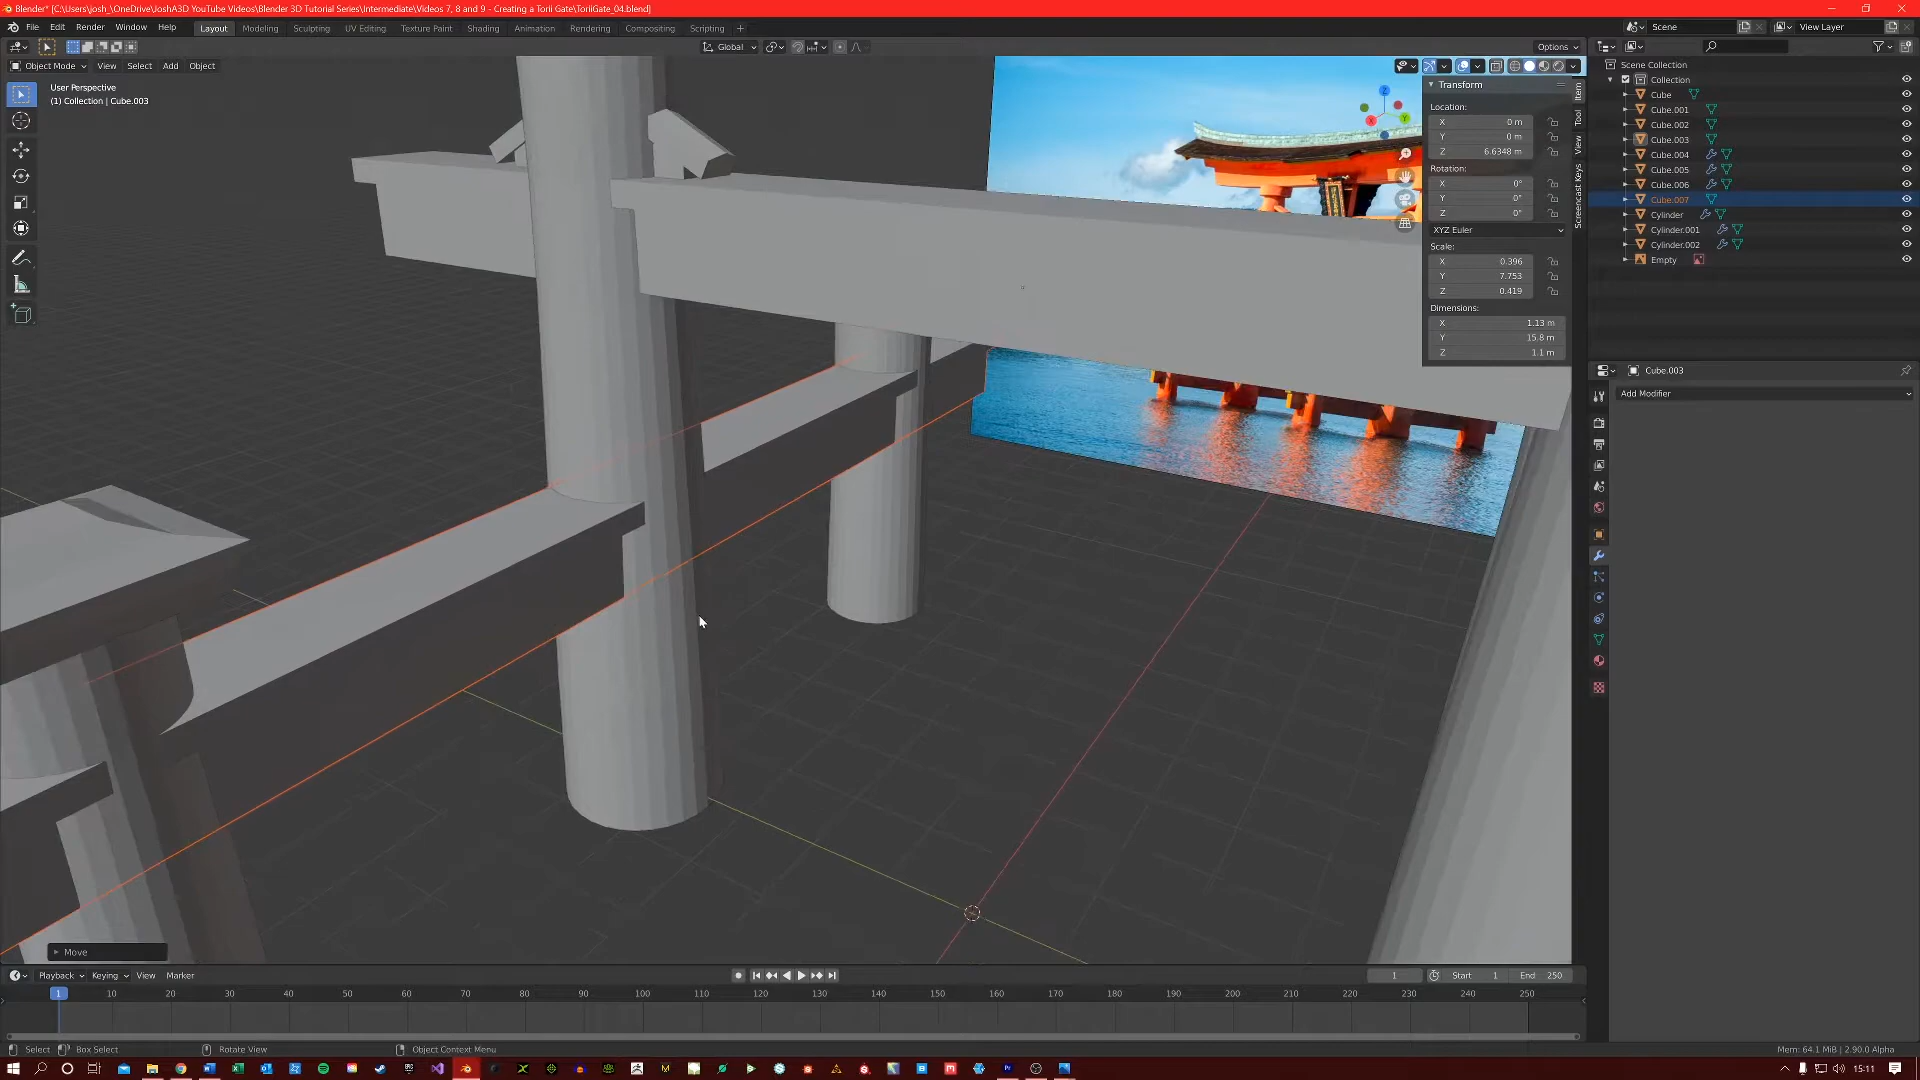 Blender* [C:\Users\josh_\OneDrive\JoshA3D YouTube Videos\Blender 3D Tutorial Series\Intermediate\Videos 7, 8 and 9 - Creating a Torii Gate\ToriiGate_04.blend]
File Edit Render Window Help Layout Modeling Sculpting UV Editing Texture Paint Shading Animation Rendering Compositing Scripting + Scene View Layer
Global Options
Object Mode View Select Add Object
User Perspective
(1) Collection | Cube.003
Transform
Location:
X 0 m
Y 0 m
Z 6.6348 m
Rotation:
X 0°
Y 0°
Z 0°
XYZ Euler
Scale:
X 0.396
Y 7.753
Z 0.419
Dimensions:
X 1.13 m
Y 15.8 m
Z 1.1 m
Item
Tool
View
Screencast Keys
Scene Collection
Collection
Cube
Cube.001
Cube.002
Cube.003
Cube.004
Cube.005
Cube.006
Cube.007
Cylinder
Cylinder.001
Cylinder.002
Empty
Cube.003
Add Modifier
Move
Playback Keying View Marker 1 Start 1 End 250
1 10 20 30 40 50 60 70 80 90 100 110 120 130 140 150 160 170 180 190 200 210 220 230 240 250
Select Box Select Rotate View Object Context Menu Mem: 64.1 MiB | 2.90.0 Alpha
15:11